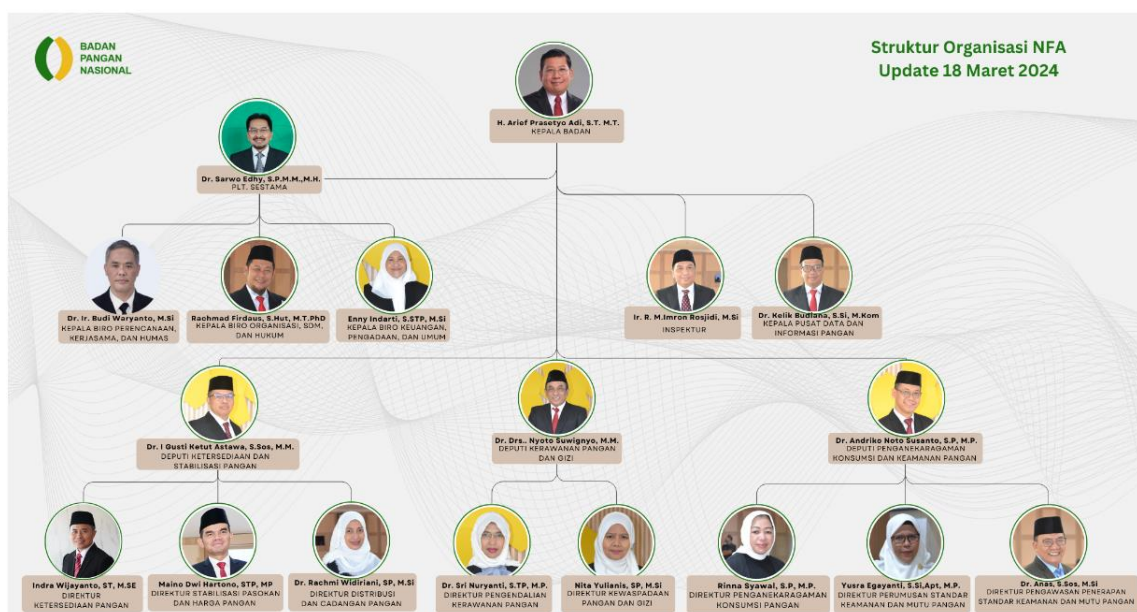 BADAN
PANGAN
NASIONAL
Struktur Organisasi NFA
Update 18 Maret 2024
H. Arief Prasetyo Adi, S.T. M.T.
KEPALA BADAN
Dr. Sarwo Edhy, S.P.M.M.,M.H.
PLT. SESTAMA
Dr. Ir. Budi Waryanto, M.Si
KEPALA BIRO PERENCANAAN,
KERJASAMA, DAN HUMAS
Rachmad Firdaus, S.Hut, M.T.PhD
KEPALA BIRO ORGANISASI, SDM,
DAN HUKUM
Enny Indarti, S.STP, M.Si
KEPALA BIRO KEUANGAN,
PENGADAAN, DAN UMUM
Ir. R. M.Imron Rosjidi, M.Si
INSPEKTUR
Dr. Kelik Budiana, S.Si, M.Kom
KEPALA PUSAT DATA DAN
INFORMASI PANGAN
Dr. I Gusti Ketut Astawa, S.Sos, M.M.
DEPUTI KETERSEDIAAN DAN
STABILISASI PANGAN
Dr. Drs.. Nyoto Suwignyo, M.M.
DEPUTI KERAWANAN PANGAN
DAN GIZI
Dr. Andriko Noto Susanto, S.P, M.P.
DEPUTI PENGANEKARAGAMAN
KONSUMSI DAN KEAMANAN PANGAN
Indra Wijayanto, ST, M.SE
DIREKTUR
KETERSEDIAAN PANGAN
Maino Dwi Hartono, STP, MP
DIREKTUR STABILISASI PASOKAN
DAN HARGA PANGAN
Dr. Rachmi Widiriani, SP, M.Si
DIREKTUR DISTRIBUSI
DAN CADANGAN PANGAN
Dr. Sri Nuryanti, S.TP, M.P.
DIREKTUR PENGENDALIAN
KERAWANAN PANGAN
Nita Yulianis, SP, M.Si
DIREKTUR KEWASPADAAN
PANGAN DAN GIZI
Rinna Syawal, S.P, M.P.
DIREKTUR PENGANEKARAGAMAN
KONSUMSI PANGAN
Yusra Egayanti, S.Si,Apt, M.P.
DIREKTUR PERUMUSAN STANDAR
KEAMANAN DAN MUTU PANGAN
Dr. Anas, S.Sos, M.Si
DIREKTUR PENGAWASAN PENERAPAN
STANDAR KEAMANAN DAN MUTU PANGAN